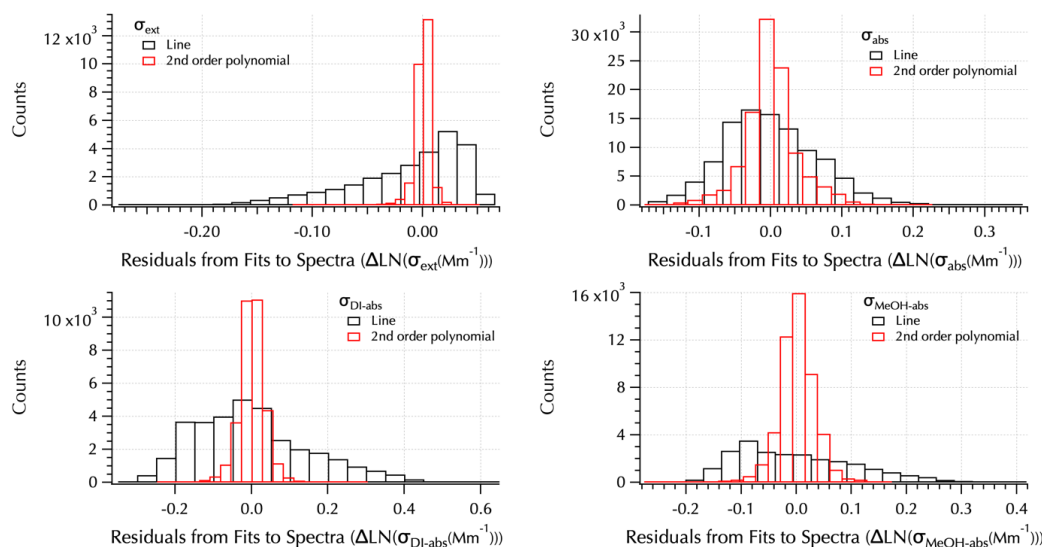 12 x10³
10
8
6
4
2
0
Counts
σext
Line
2nd order polynomial
-0.20
-0.10
0.00
Residuals from Fits to Spectra (ΔLN(σext(Mm⁻¹)))
30 x10³
25
20
15
10
5
0
Counts
σabs
Line
2nd order polynomial
-0.1
0.0
0.1
0.2
0.3
Residuals from Fits to Spectra (ΔLN(σabs(Mm⁻¹)))
10 x10³
8
6
4
2
0
Counts
σDI-abs
Line
2nd order polynomial
-0.2
0.0
0.2
0.4
0.6
Residuals from Fits to Spectra (ΔLN(σDI-abs(Mm⁻¹)))
16 x10³
12
8
4
0
Counts
σMeOH-abs
Line
2nd order polynomial
-0.2
-0.1
0.0
0.1
0.2
0.3
0.4
Residuals from Fits to Spectra (ΔLN(σMeOH-abs(Mm⁻¹)))